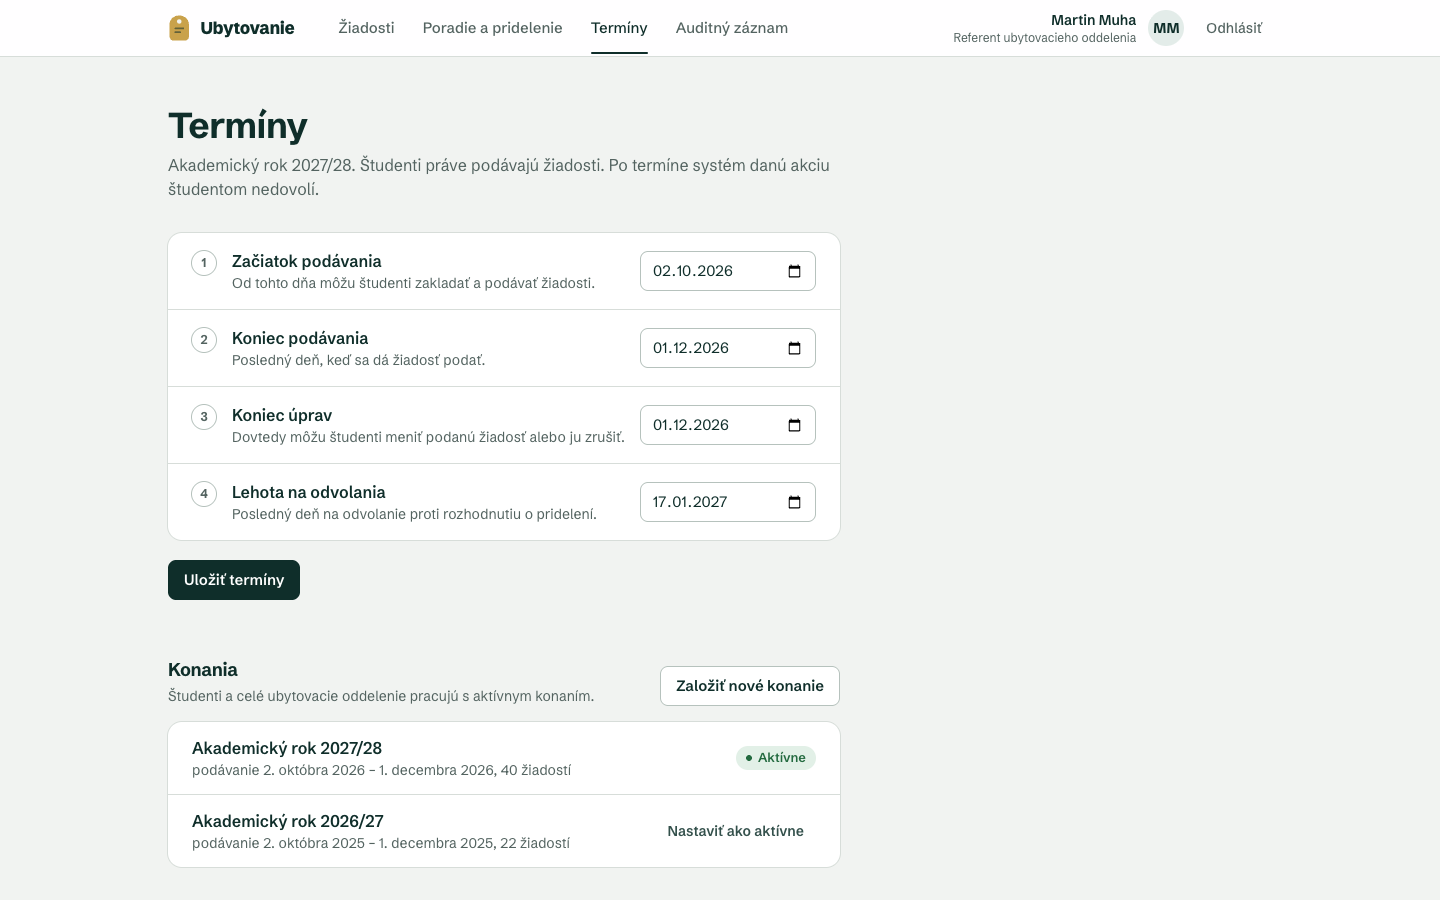 Ubytovanie
Žiadosti
Poradie a pridelenie
Termíny
Auditný záznam
Martin Muha
Referent ubytovacieho oddelenia
MM
Odhlásiť
Termíny
Akademický rok 2027/28. Študenti práve podávajú žiadosti. Po termíne systém danú akciu
študentom nedovolí.
1
Začiatok podávania
Od tohto dňa môžu študenti zakladať a podávať žiadosti.
02.10.2026
2
Koniec podávania
Posledný deň, keď sa dá žiadosť podať.
01.12.2026
3
Koniec úprav
Dovtedy môžu študenti meniť podanú žiadosť alebo ju zrušiť.
01.12.2026
4
Lehota na odvolania
Posledný deň na odvolanie proti rozhodnutiu o pridelení.
17.01.2027
Uložiť termíny
Konania
Študenti a celé ubytovacie oddelenie pracujú s aktívnym konaním.
Založiť nové konanie
Akademický rok 2027/28
podávanie 2. októbra 2026 – 1. decembra 2026, 40 žiadostí
Aktívne
Akademický rok 2026/27
podávanie 2. októbra 2025 – 1. decembra 2025, 22 žiadostí
Nastaviť ako aktívne